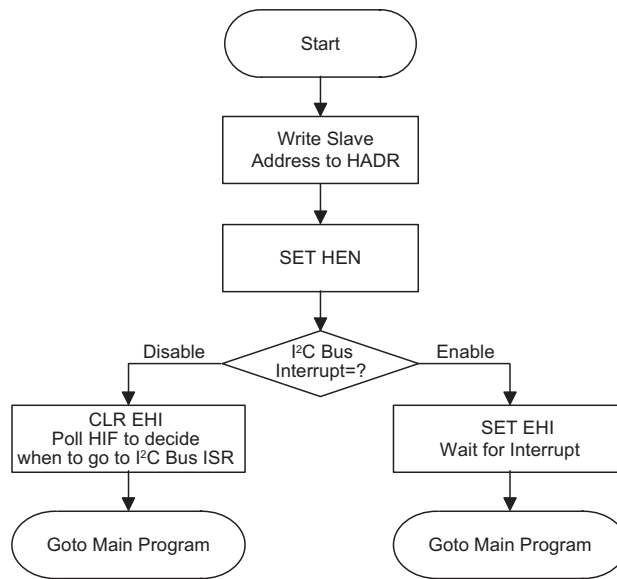 Start
Write Slave
Address to HADR
SET HEN
I²C Bus
Interrupt=?
Disable
Enable
CLR EHI
Poll HIF to decide
when to go to I²C Bus ISR
SET EHI
Wait for Interrupt
Goto Main Program
Goto Main Program